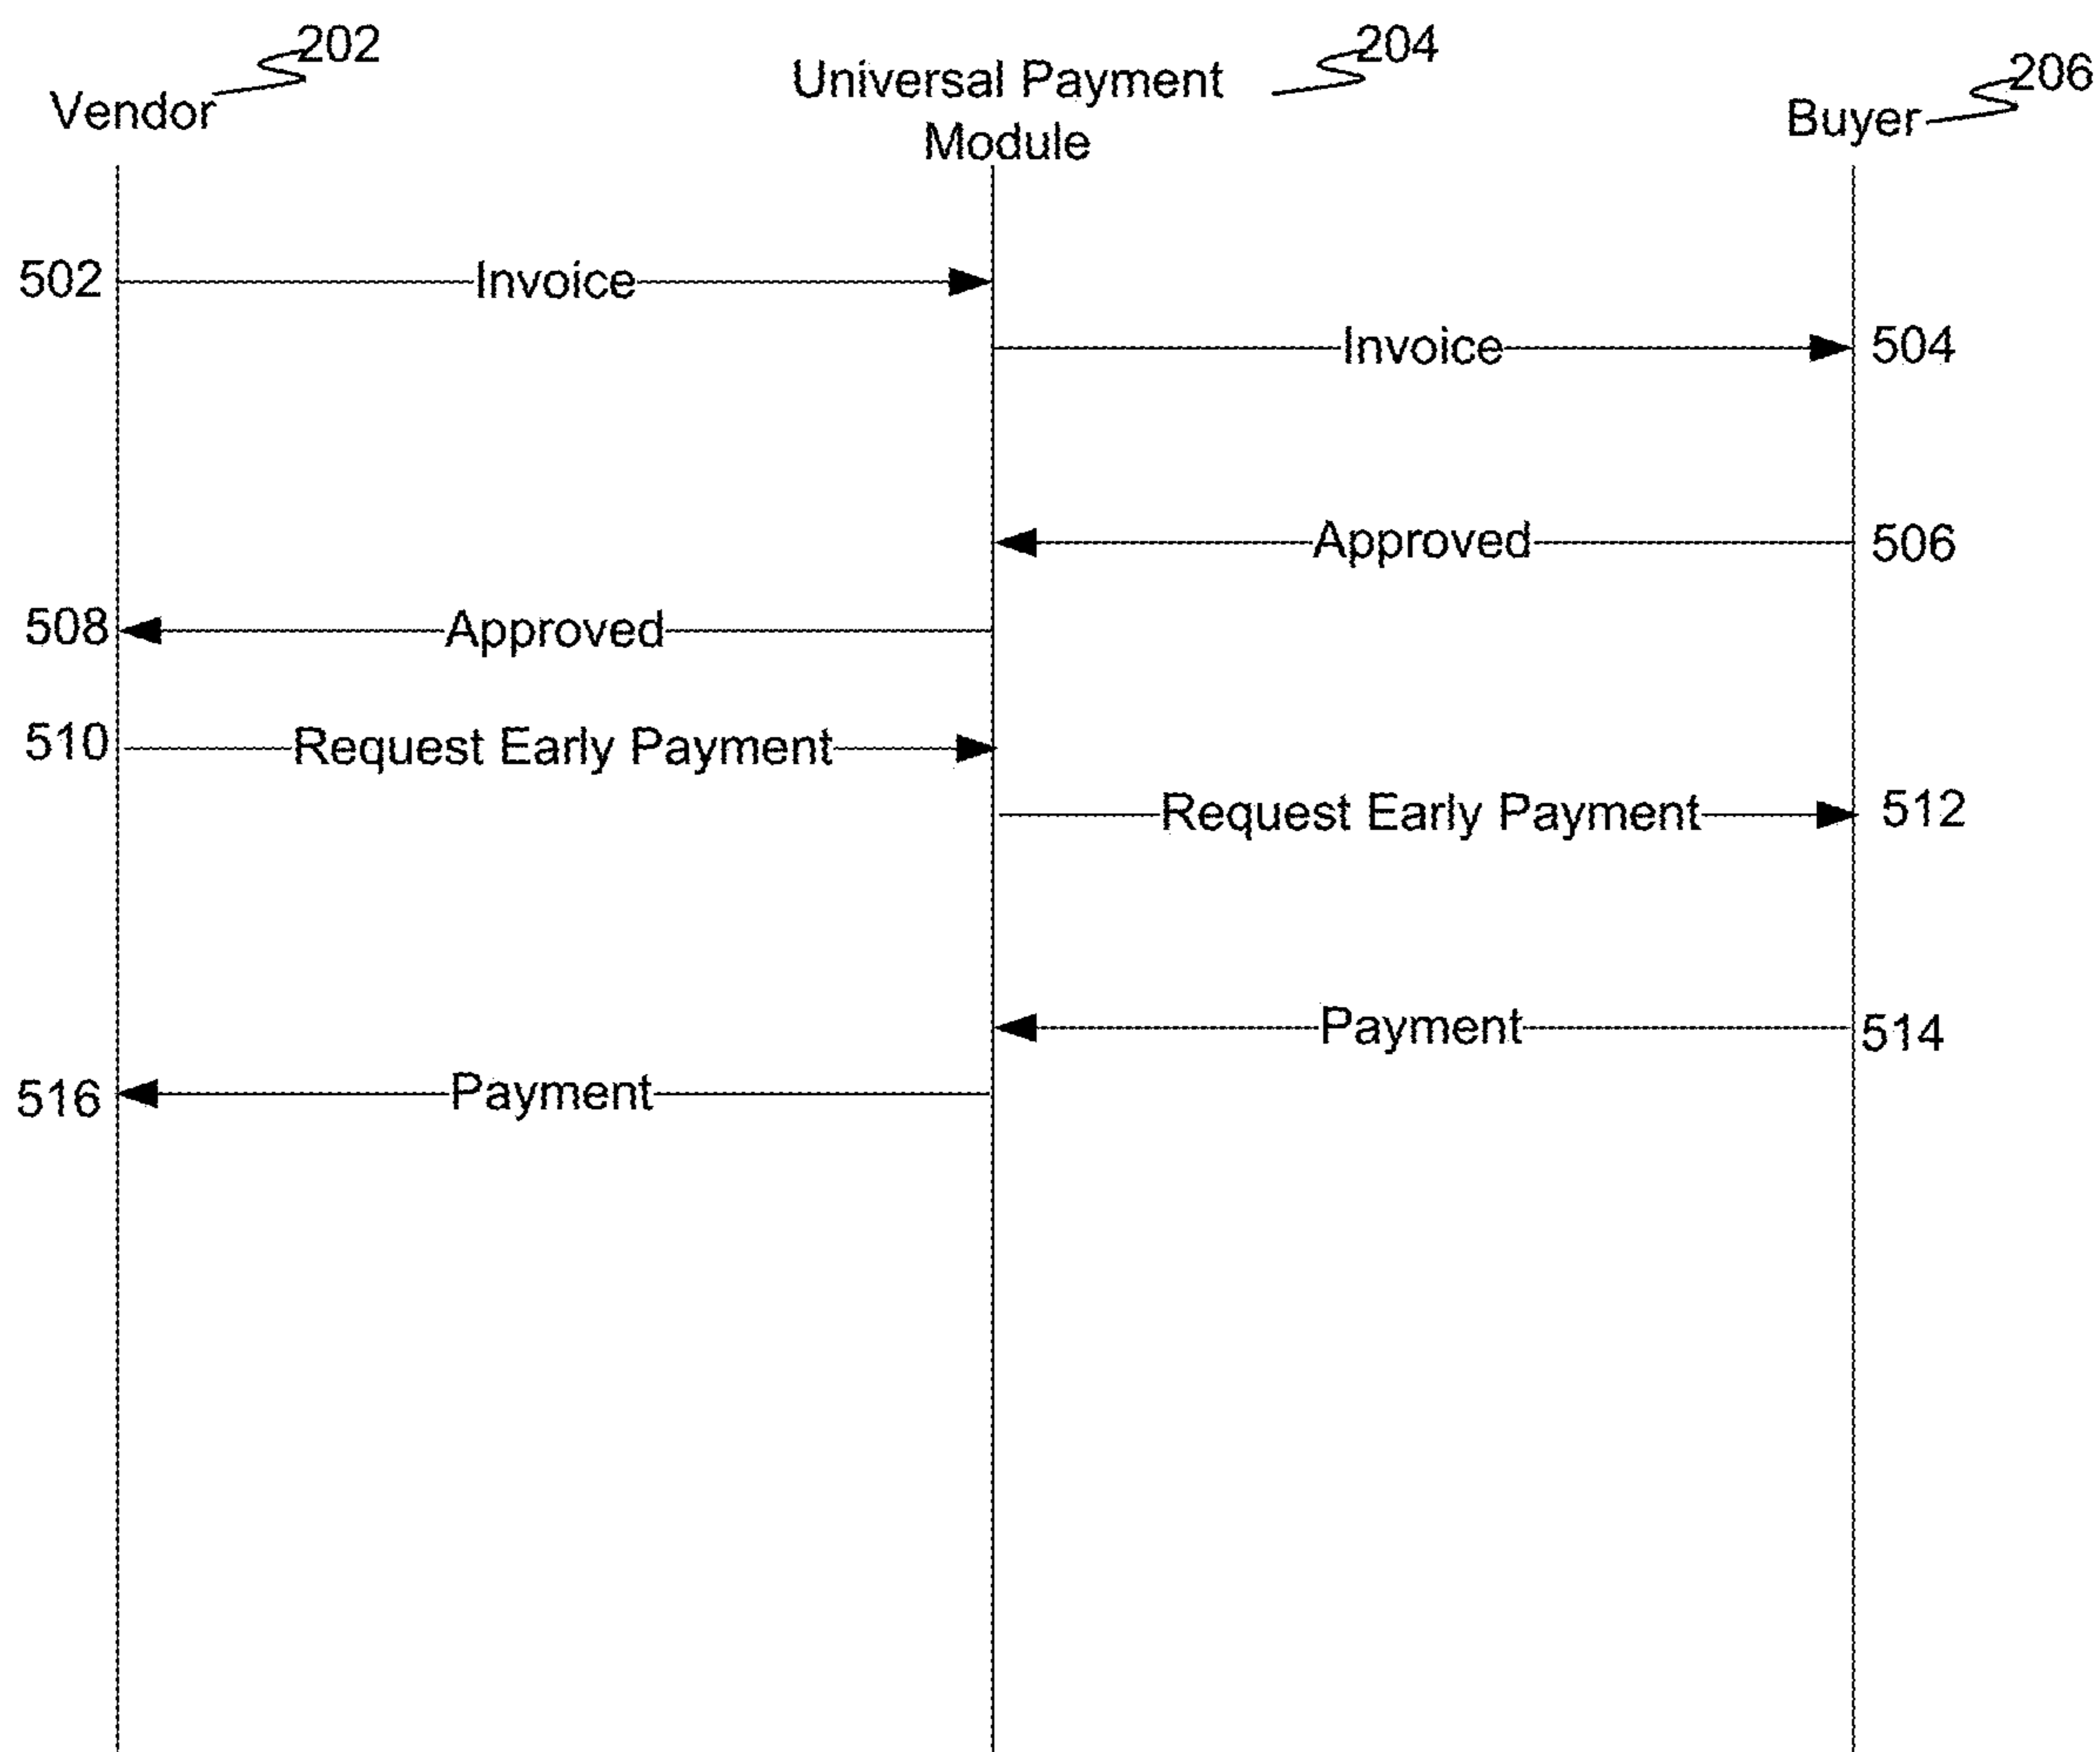 202
204
206
Vendor
Universal Payment
Module
Buyer
502
Invoice
Invoice
504
Approved
506
508
Approved
510
Request Early Payment
Request Early Payment
512
Payment
514
516
Payment